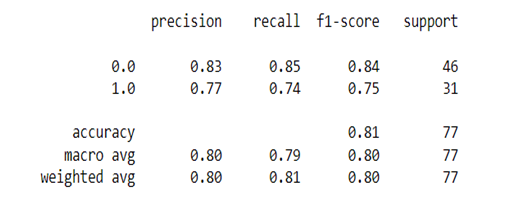 precision recall f1-score support
0.0 0.83 0.85 0.84 46
1.0 0.77 0.74 0.75 31
accuracy 0.81 77
macro avg 0.80 0.79 0.80 77
weighted avg 0.80 0.81 0.80 77